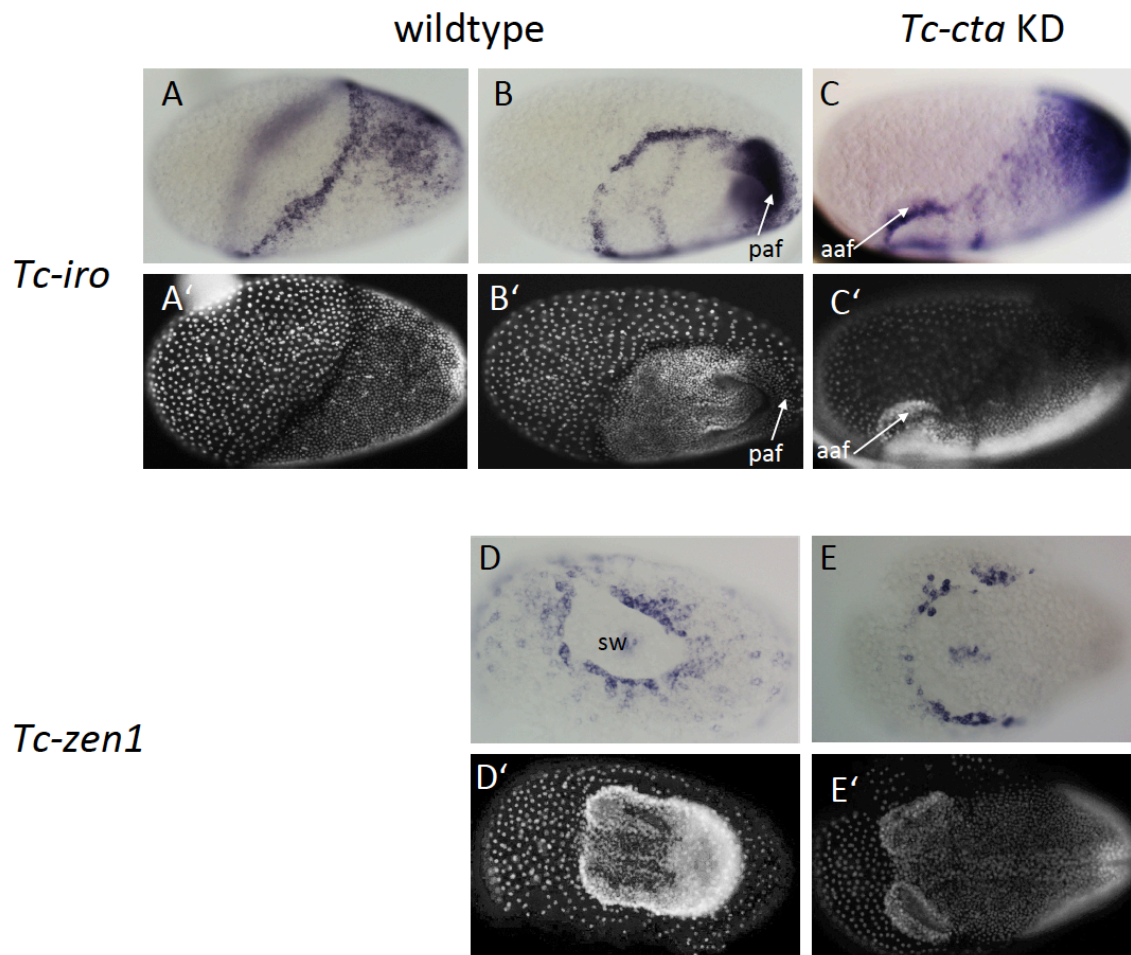 wildtype
Tc-cta KD
A
B
C
paf
aaf
Tc-iro
A‘
B‘
C‘
paf
aaf
D
E
sw
Tc-zen1
D‘
E‘